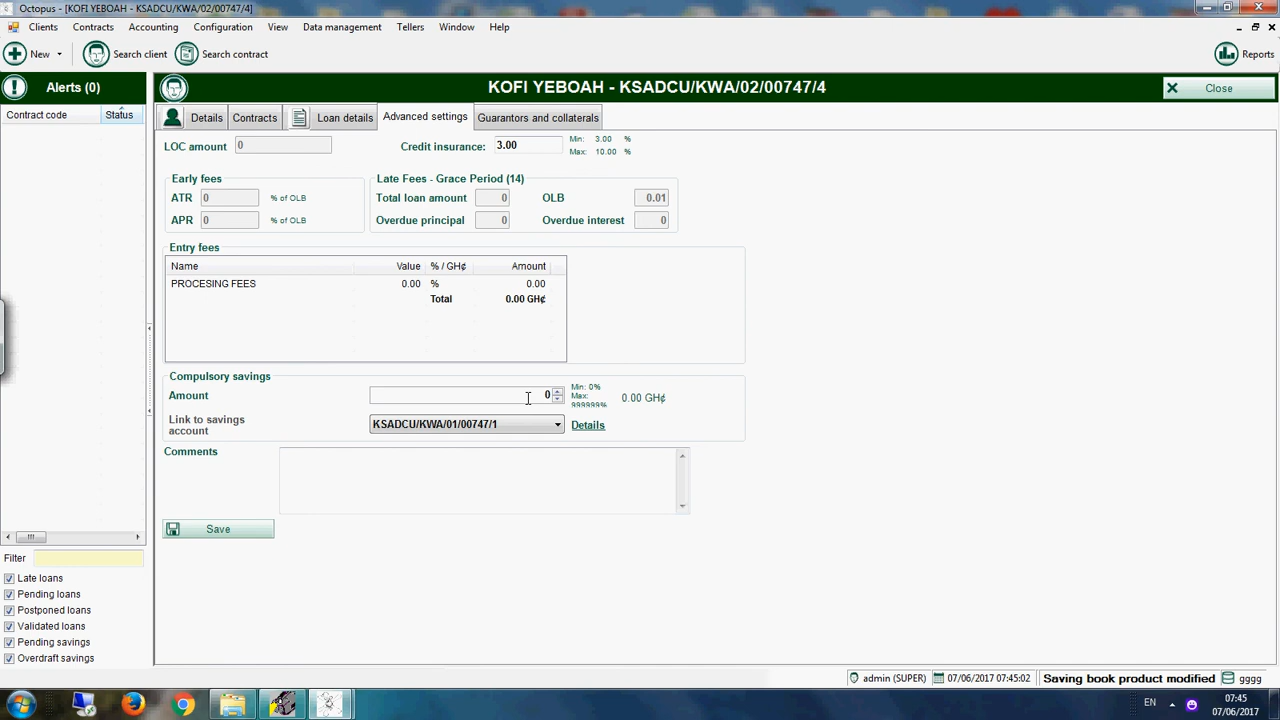 Octopus - [KOFI YEBOAH - KSADCU/KWA/02/00747/4]
Clients Contracts Accounting Configuration View Data management Tellers Window Help
New Search client Search contract Reports
Alerts (0) KOFI YEBOAH - KSADCU/KWA/02/00747/4 Close
Contract code Status
Details Contracts Loan details Advanced settings Guarantors and collaterals
LOC amount 0 Credit insurance: 3.00 Min: 3.00 %
Max: 10.00 %
Early fees Late Fees - Grace Period (14)
ATR 0 % of OLB Total loan amount 0 OLB 0.01
APR 0 % of OLB Overdue principal 0 Overdue interest 0
Entry fees
Name Value % / GH¢ Amount
PROCESING FEES 0.00 % 0.00
Total 0.00 GH¢
Compulsory savings
Amount 0 Min: 0%
Max:
999999%
0.00 GH¢
Link to savings
account
KSADCU/KWA/01/00747/1 Details
Comments
Save
Filter
Late loans
Pending loans
Postponed loans
Validated loans
Pending savings
Overdraft savings
admin (SUPER) 07/06/2017 07:45:02 Saving book product modified gggg
EN 07:45
07/06/2017